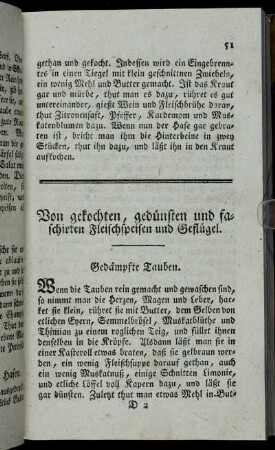 51
gethan und gekocht. Indessen wird ein Eingebrenn-
tes in einen Tiegel mit klein geschnittnen Zwiebeln,
ein wenig Mehl und Butter gemacht. Ist das Kraut
gar und mürbe, thut man es dazu, rühret es gut
untereinander, gießt Wein und Fleischbrühe darar,
thut Zitronensaft, Pfeffer, Kardemom und Mus-
katenblumen dazu. Wenn nun der Hase gar gebra-
ten ist, bricht man ihm die Hinterbeine in zwey
Stücken, thut ihn dazu, und läßt ihn in den Kraut
aufkochen.
Von gekochten, gedünsten und fa-
schirten Fleischspeisen und Geflügel.
Gedämpfte Tauben.
Wenn die Tauben rein gemacht und gewaschen sind,
so nimmt man die Herzen, Magen und Leber, hac-
ket sie klein, rühret sie mit Butter, dem Gelben von
etlichen Eyern, Semmelbrösel, Muskatblüthe und
Thimian zu einem roglichen Teig, und füllet ihnen
denselben in die Kröpfe. Alsdann läßt man sie in
einer Kasteroll etwas braten, daß sie gelbraun wer-
den, ein wenig Fleischsuppe darauf gethan, auch
ein wenig Muskatnuß, einige Schnitten Limonie,
und etliche Löffel voll Kapern dazu, und läßt sie
gar dünsten. Zuletzt thut man etwas Mehl in But-
D 2